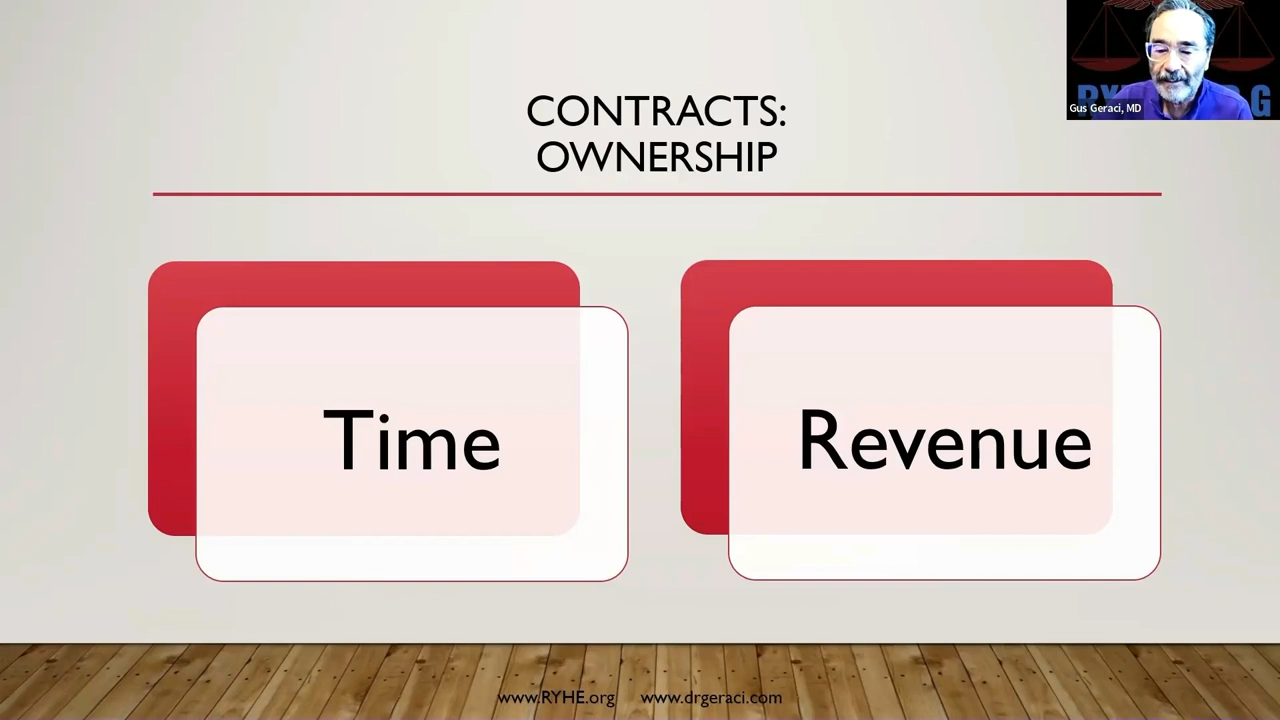 CONTRACTS:
OWNERSHIP
Time
Revenue
Gus Geraci, MD
www.RYHE.org www.drgeraci.com